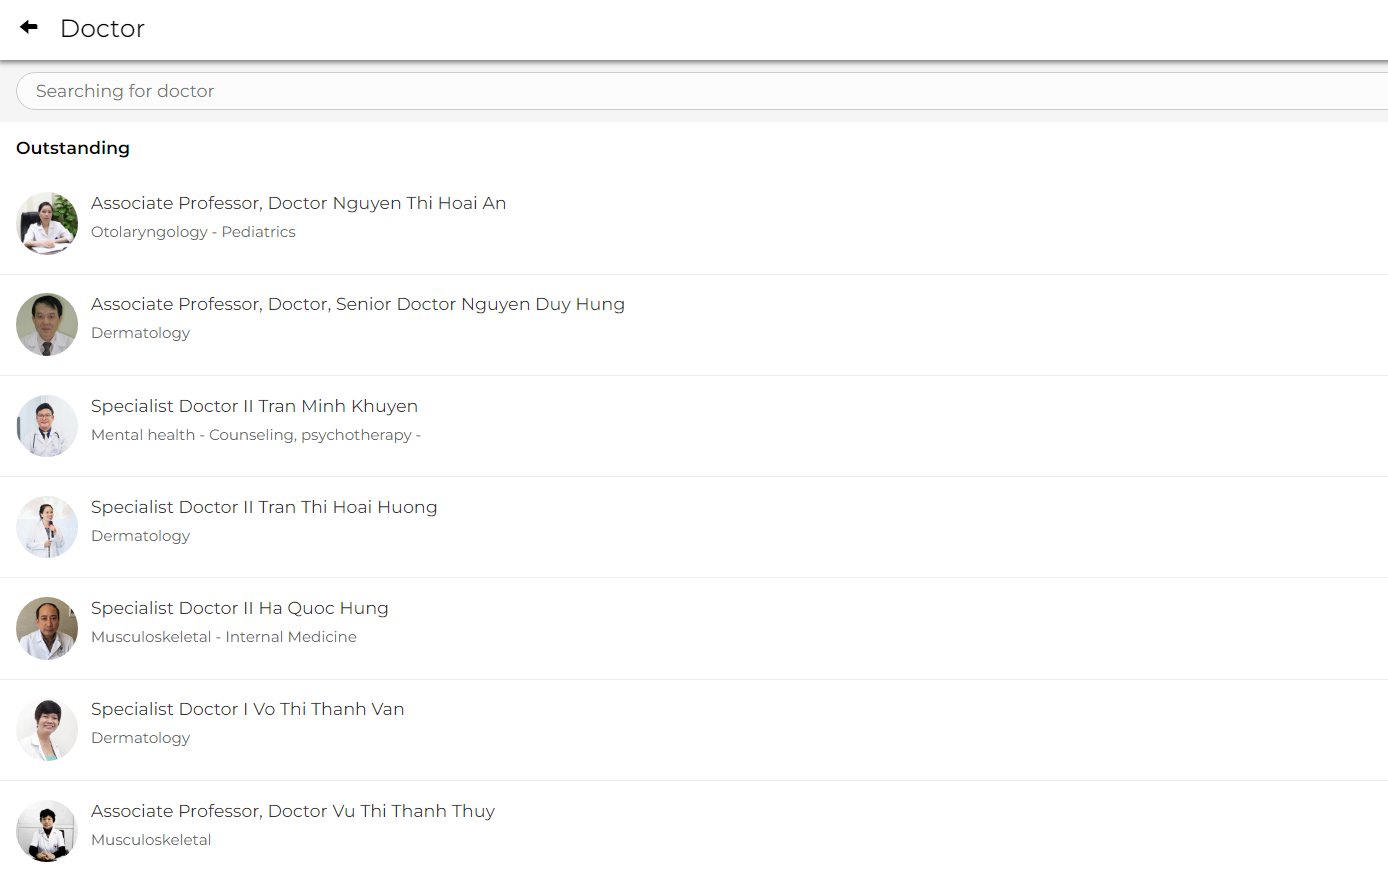 Doctor
Searching for doctor
Outstanding
Associate Professor, Doctor Nguyen Thi Hoai An
Otolaryngology - Pediatrics
Associate Professor, Doctor, Senior Doctor Nguyen Duy Hung
Dermatology
Specialist Doctor II Tran Minh Khuyen
Mental health - Counseling, psychotherapy -
Specialist Doctor II Tran Thi Hoai Huong
Dermatology
Specialist Doctor II Ha Quoc Hung
Musculoskeletal - Internal Medicine
Specialist Doctor I Vo Thi Thanh Van
Dermatology
Associate Professor, Doctor Vu Thi Thanh Thuy
Musculoskeletal